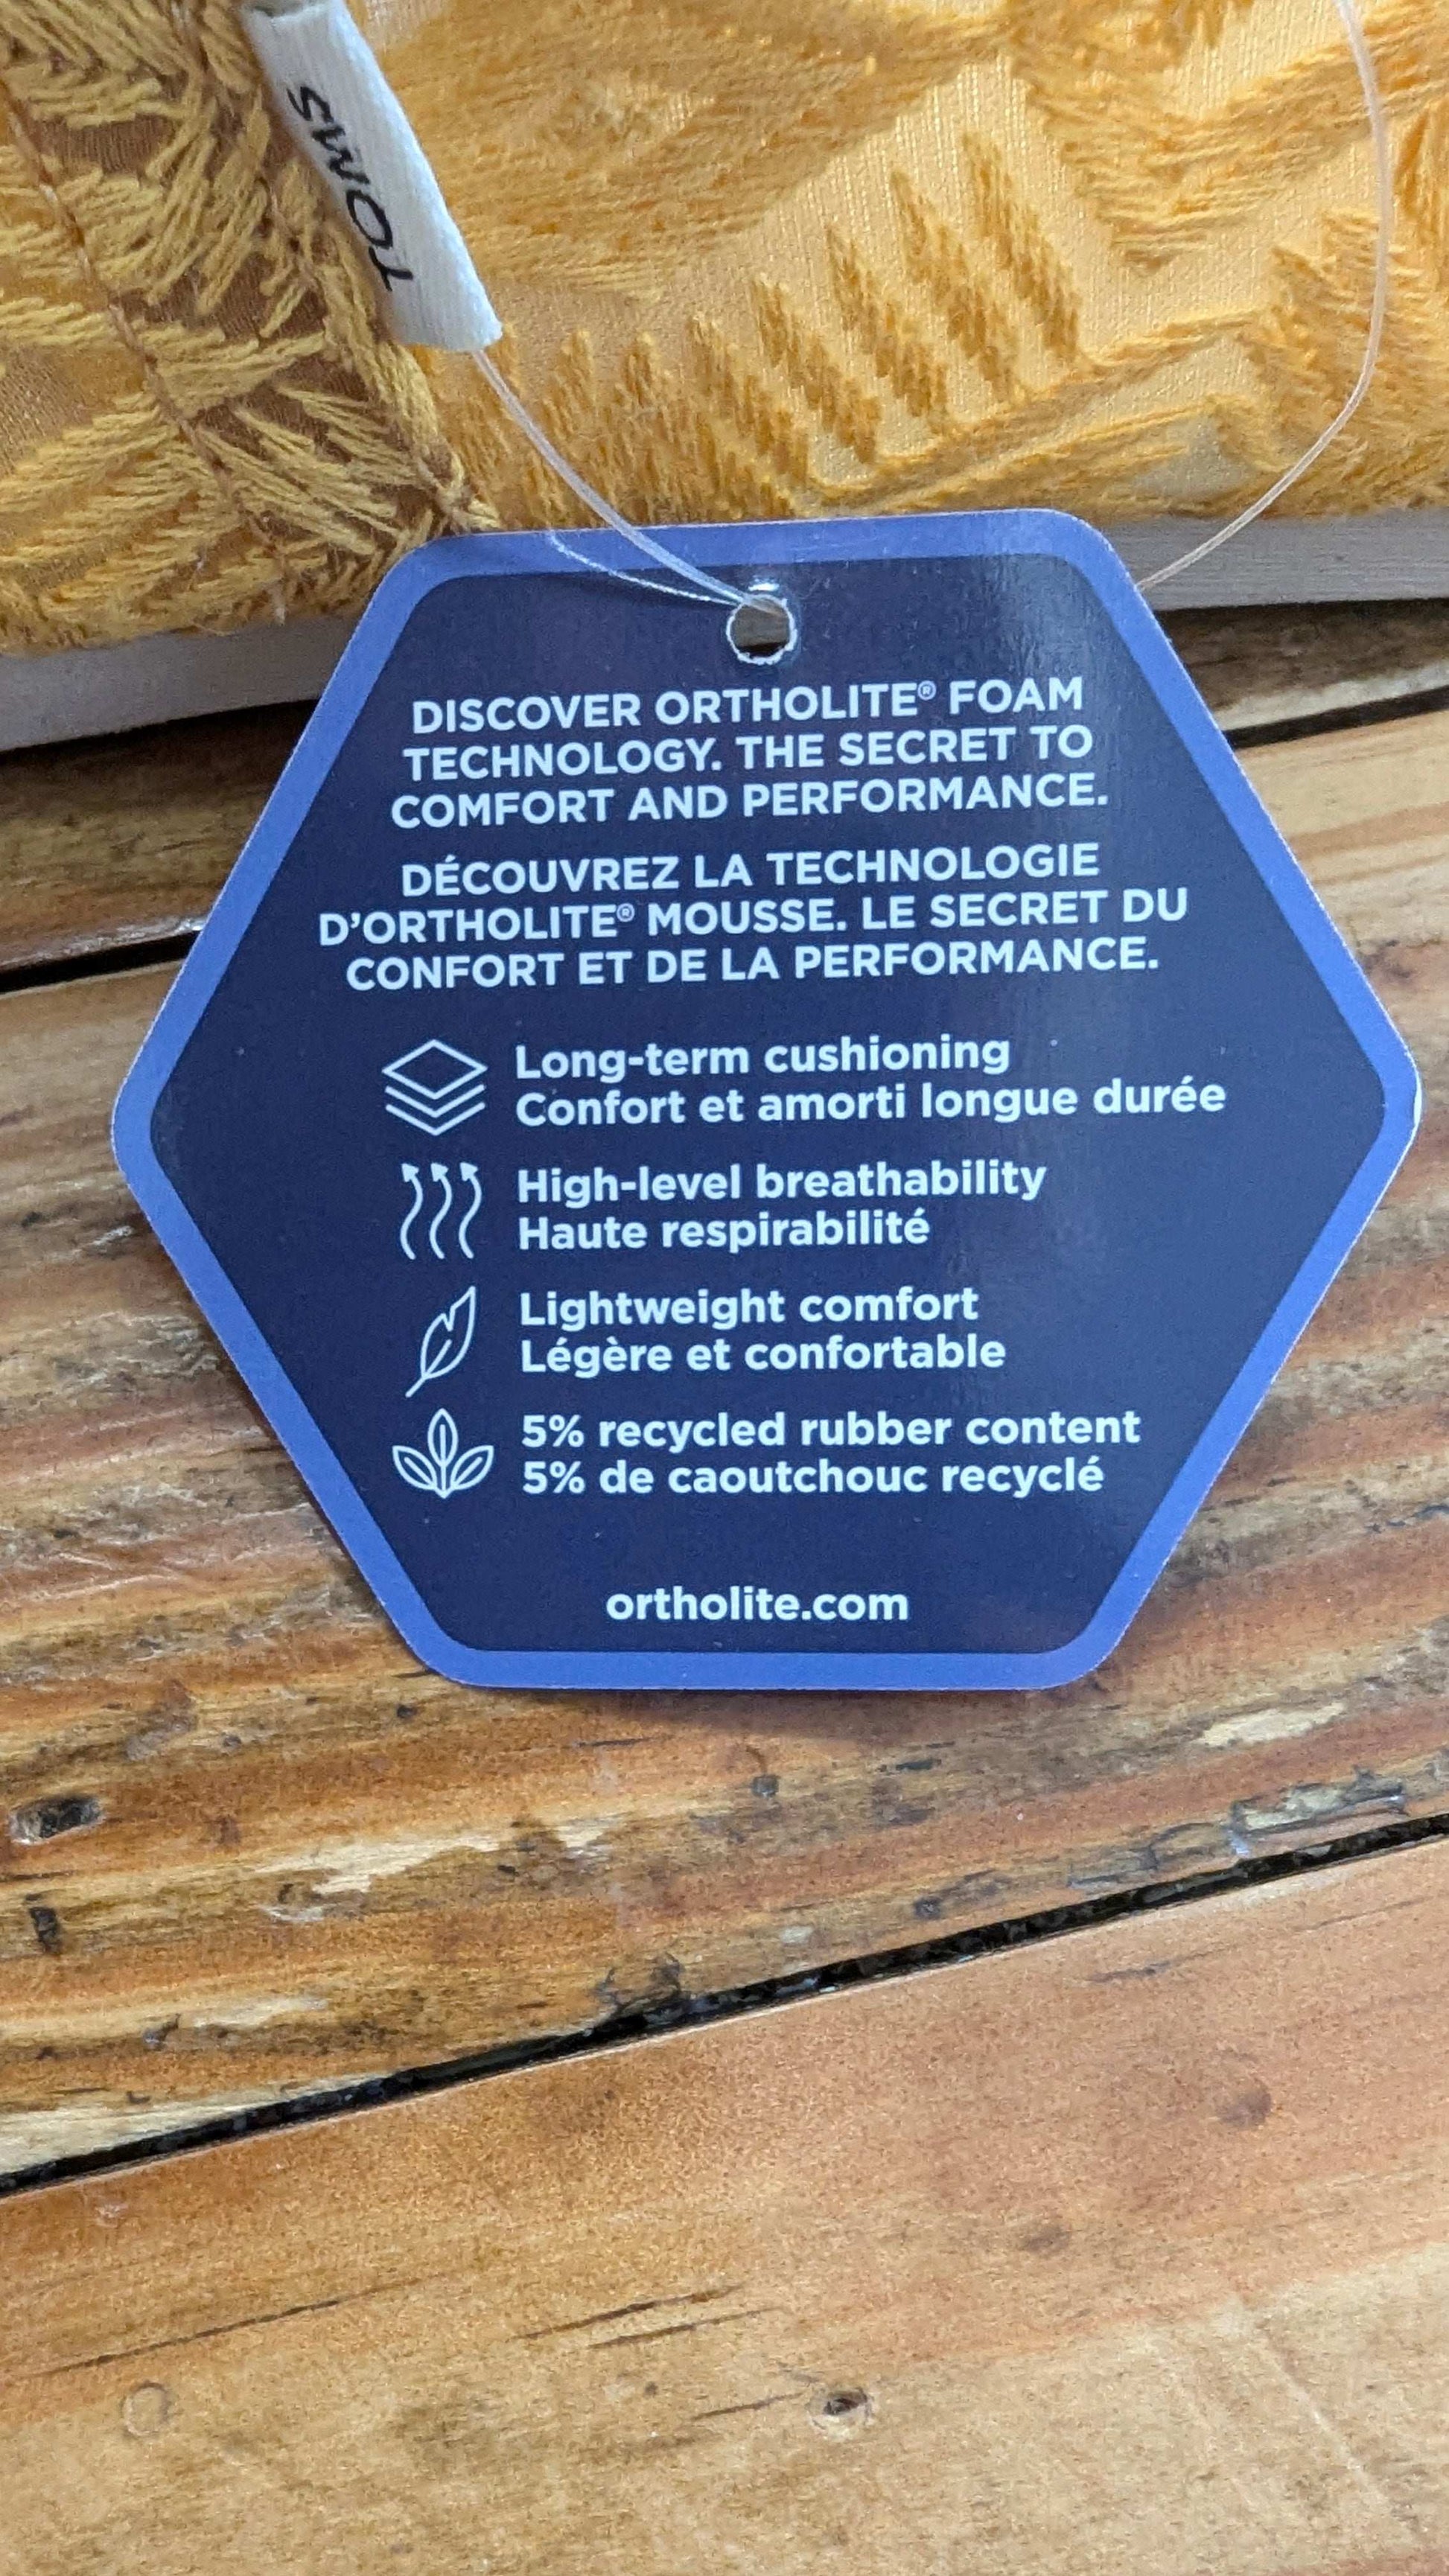 TOMS
DISCOVER ORTHOLITE® FOAM
TECHNOLOGY. THE SECRET TO
COMFORT AND PERFORMANCE.
DÉCOUVREZ LA TECHNOLOGIE
D'ORTHOLITE® MOUSSE. LE SECRET DU
CONFORT ET DE LA PERFORMANCE.
Long-term cushioning
Confort et amorti longue durée
High-level breathability
Haute respirabilité
Lightweight comfort
Légère et confortable
5% recycled rubber content
5% de caoutchouc recyclé
ortholite.com